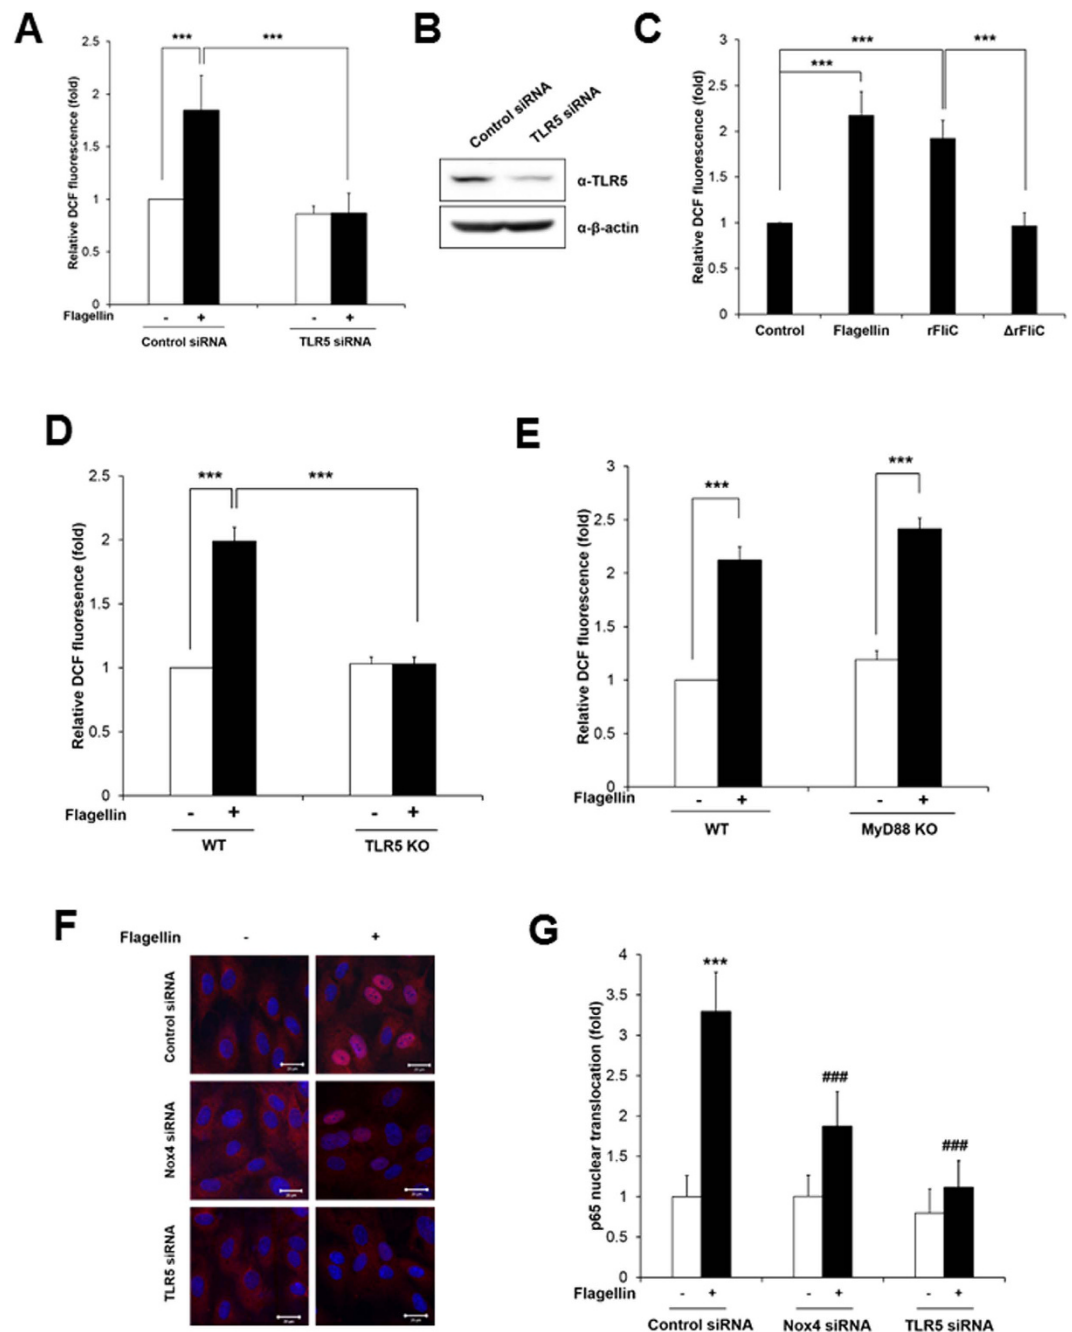 A
Relative DCF fluorescence (fold)
2.5
2
1.5
1
0.5
0
*** ***
Flagellin - + - +
Control siRNA TLR5 siRNA
B
Control siRNA TLR5 siRNA
α-TLR5
α-β-actin
C
Relative DCF fluorescence (fold)
3
2.5
2
1.5
1
0.5
0
*** ***
***
Control Flagellin rFliC ΔrFliC
D
Relative DCF fluoresence (fold)
2.5
2
1.5
1
0.5
0
*** ***
Flagellin - + - +
WT TLR5 KO
E
Relative DCF fluoresence (fold)
3
2.5
2
1.5
1
0.5
0
***
***
Flagellin - + - +
WT MyD88 KO
F
Flagellin - +
Control siRNA
Nox4 siRNA
TLR5 siRNA
G
p65 nuclear translocation (fold)
4
3.5
3
2.5
2
1.5
1
0.5
0
***
###
###
Flagellin - + - + - +
Control siRNA Nox4 siRNA TLR5 siRNA